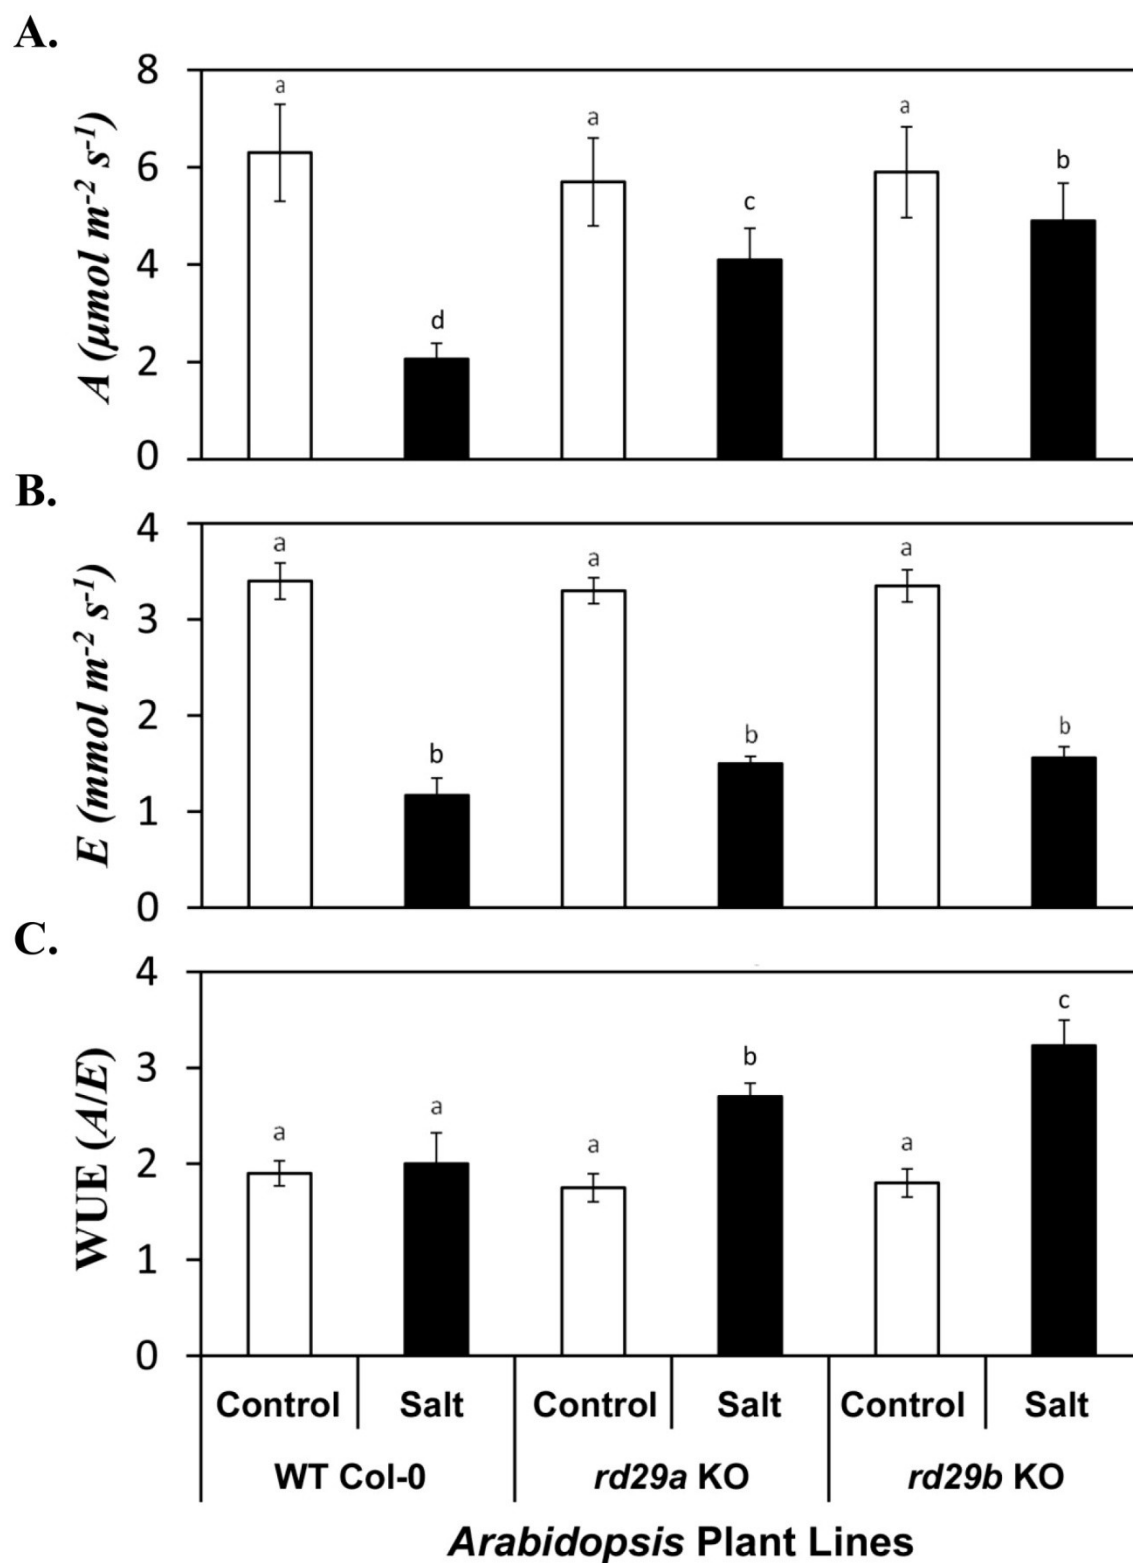 A.
A (μmol m-2 s-1)
8
6
4
2
0
a
d
a
c
a
b
B.
E (mmol m-2 s-1)
4
3
2
1
0
a
b
a
b
a
b
C.
WUE (A/E)
4
3
2
1
0
a
a
a
b
a
c
Control Salt Control Salt Control Salt
WT Col-0 rd29a KO rd29b KO
Arabidopsis Plant Lines